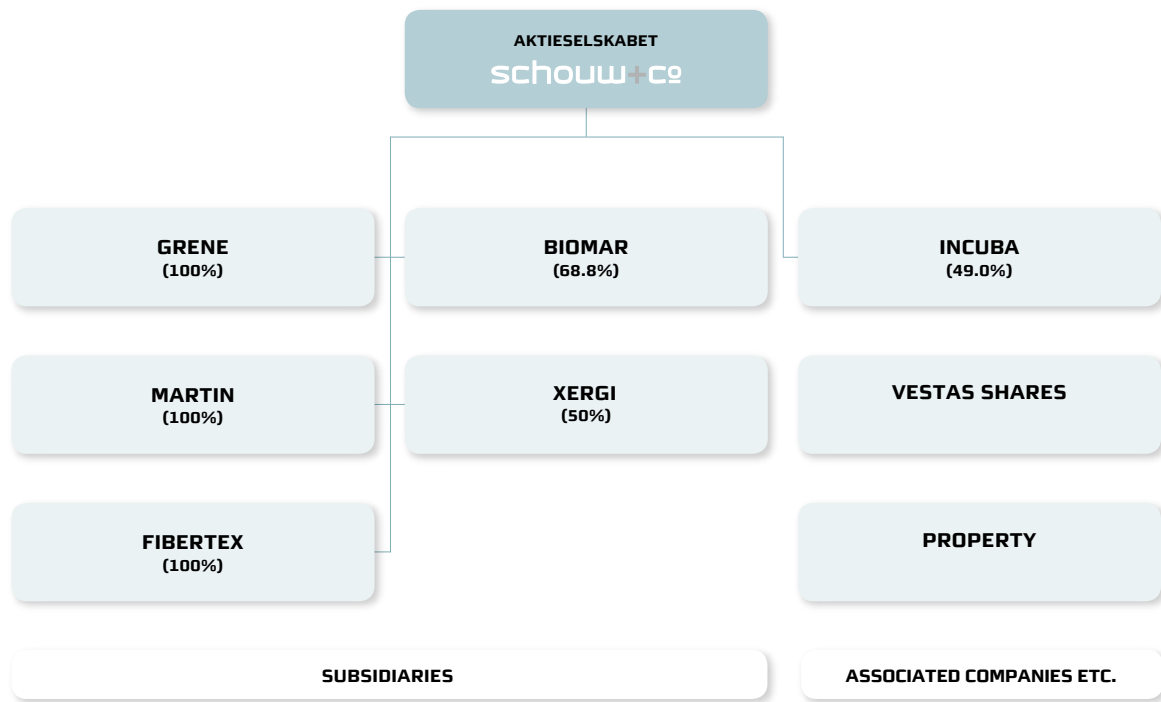 AKTIESELSKABET
schouw+cº
GRENE
(100%)
BIOMAR
(68.8%)
INCUBA
(49.0%)
MARTIN
(100%)
XERGI
(50%)
VESTAS SHARES
FIBERTEX
(100%)
PROPERTY
SUBSIDIARIES
ASSOCIATED COMPANIES ETC.